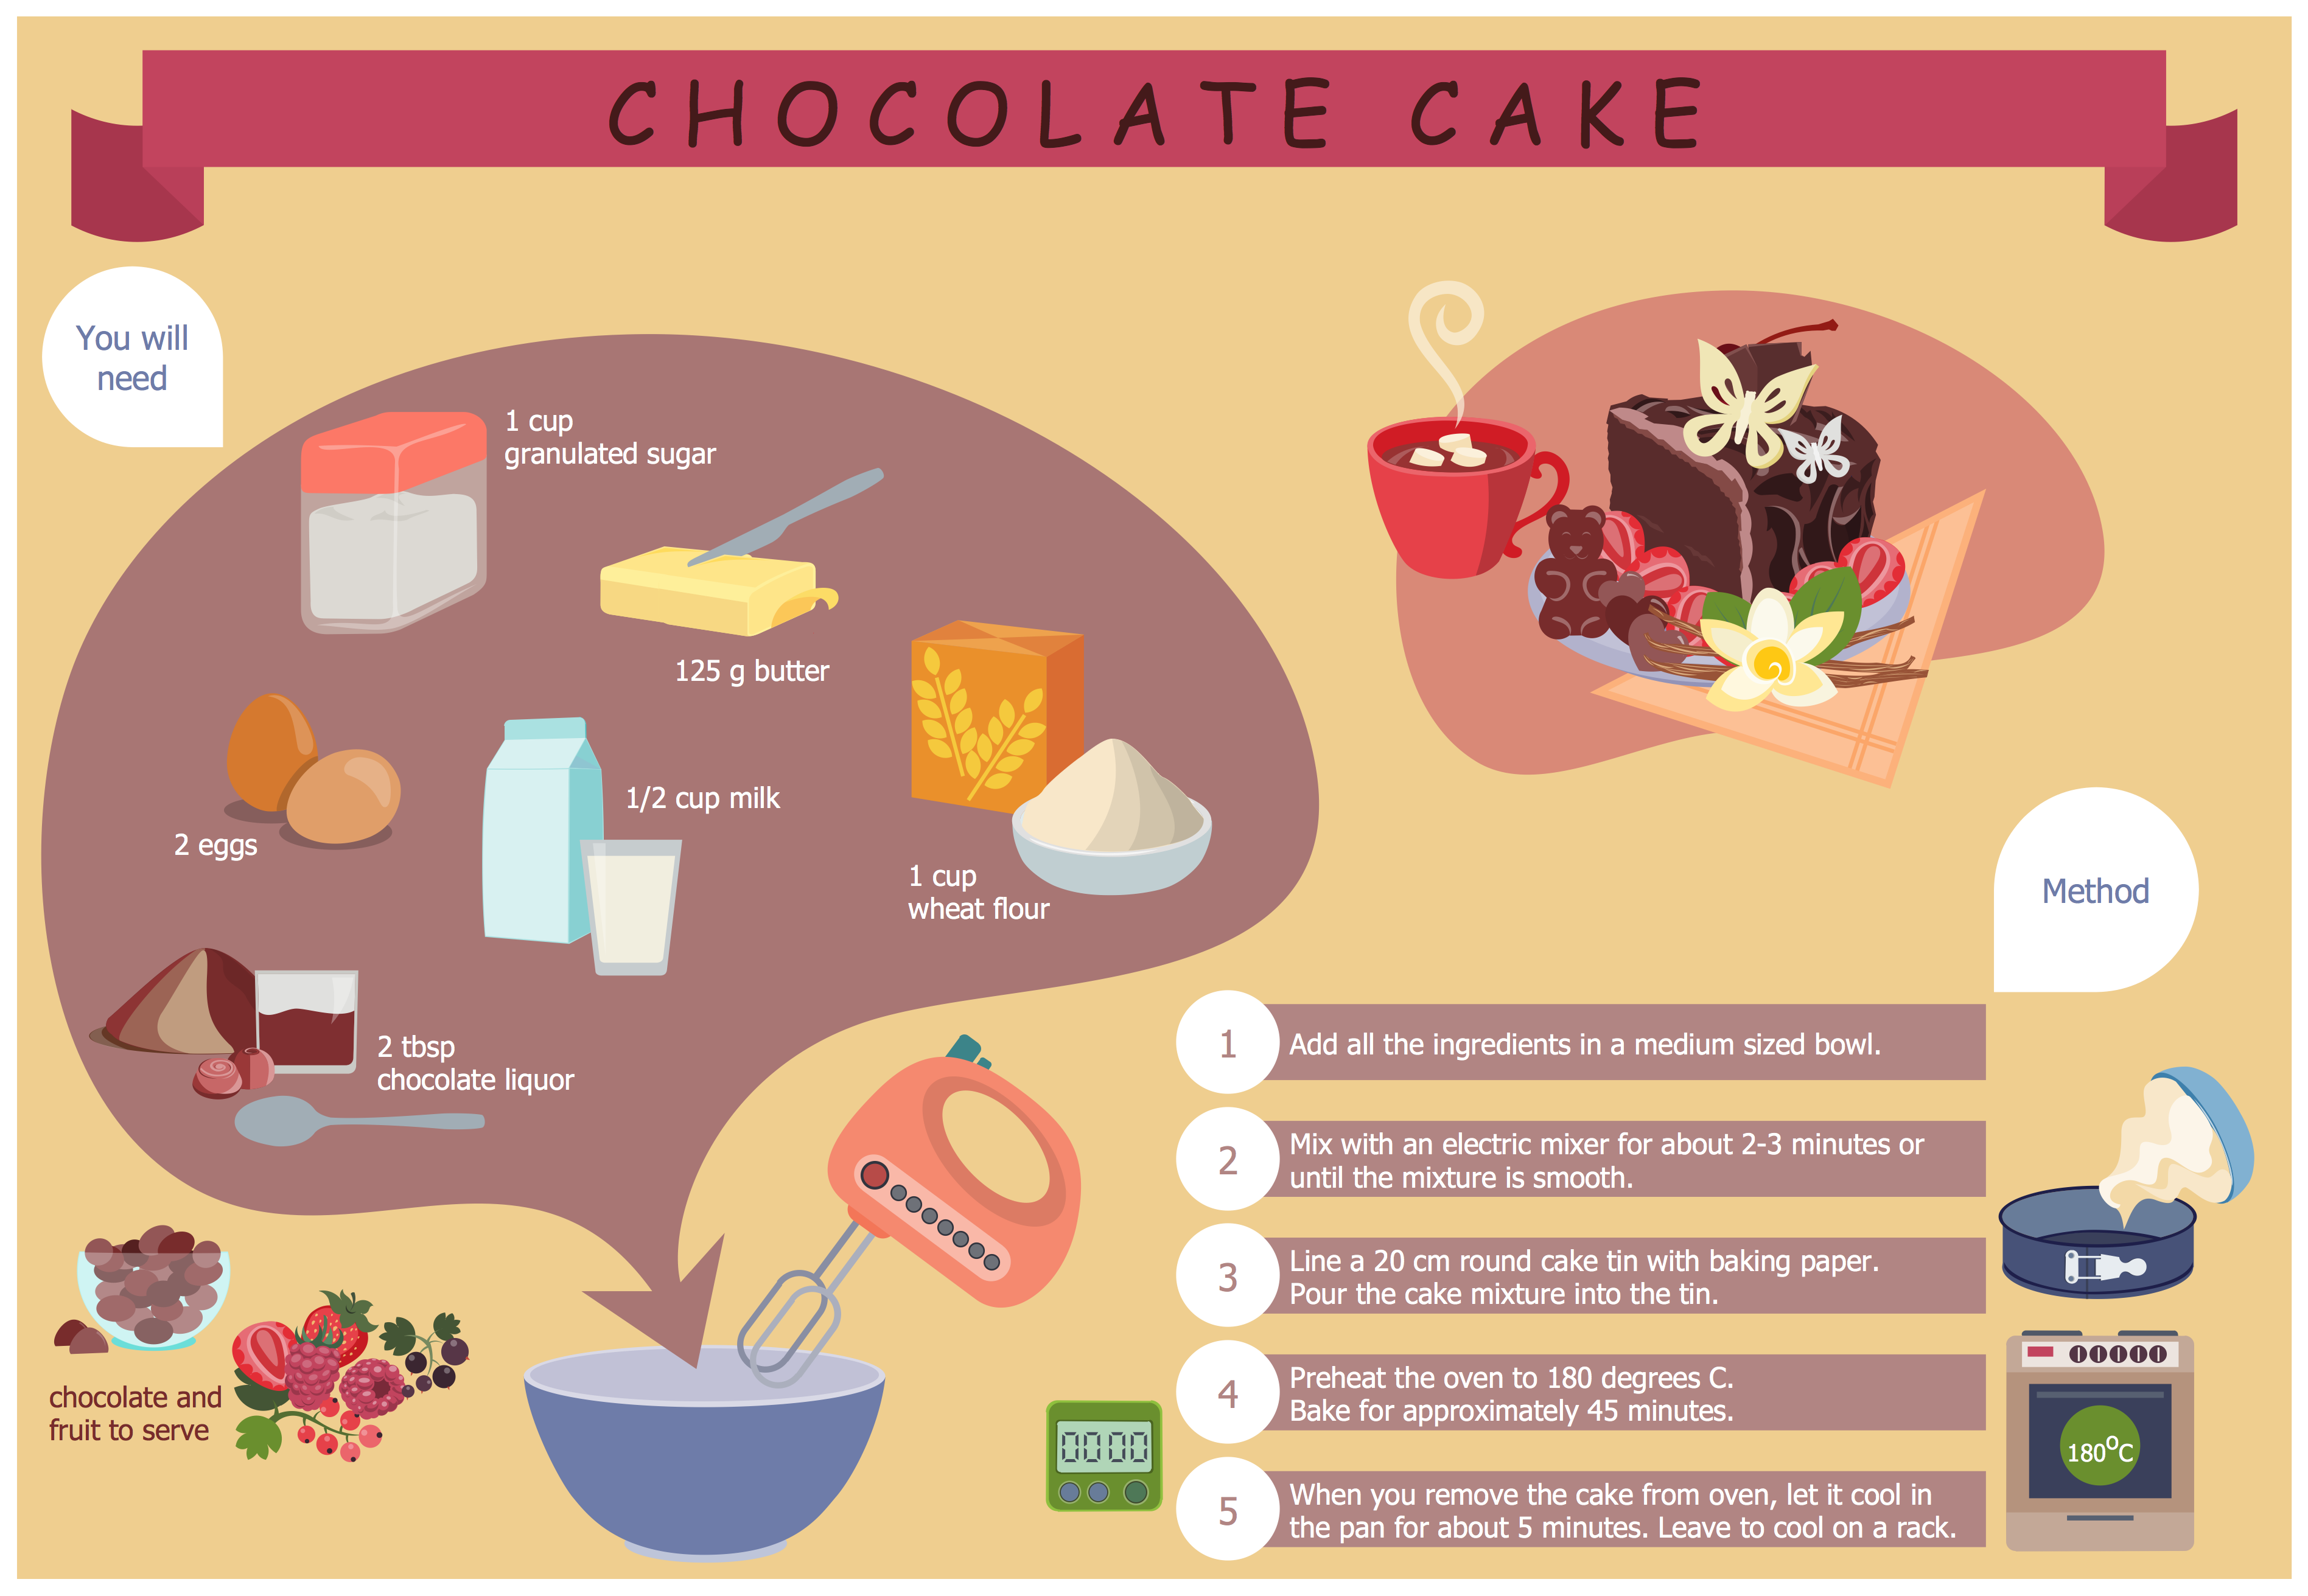 CHOCOLATE CAKE
You will
need
1 cup
granulated sugar
125 g butter
2 eggs
1/2 cup milk
1 cup
wheat flour
2 tbsp
chocolate liquor
chocolate and
fruit to serve
Method
1 Add all the ingredients in a medium sized bowl.
2 Mix with an electric mixer for about 2-3 minutes or
until the mixture is smooth.
3 Line a 20 cm round cake tin with baking paper.
Pour the cake mixture into the tin.
4 Preheat the oven to 180 degrees C.
Bake for approximately 45 minutes.
5 When you remove the cake from oven, let it cool in
the pan for about 5 minutes. Leave to cool on a rack.
0000
180°C